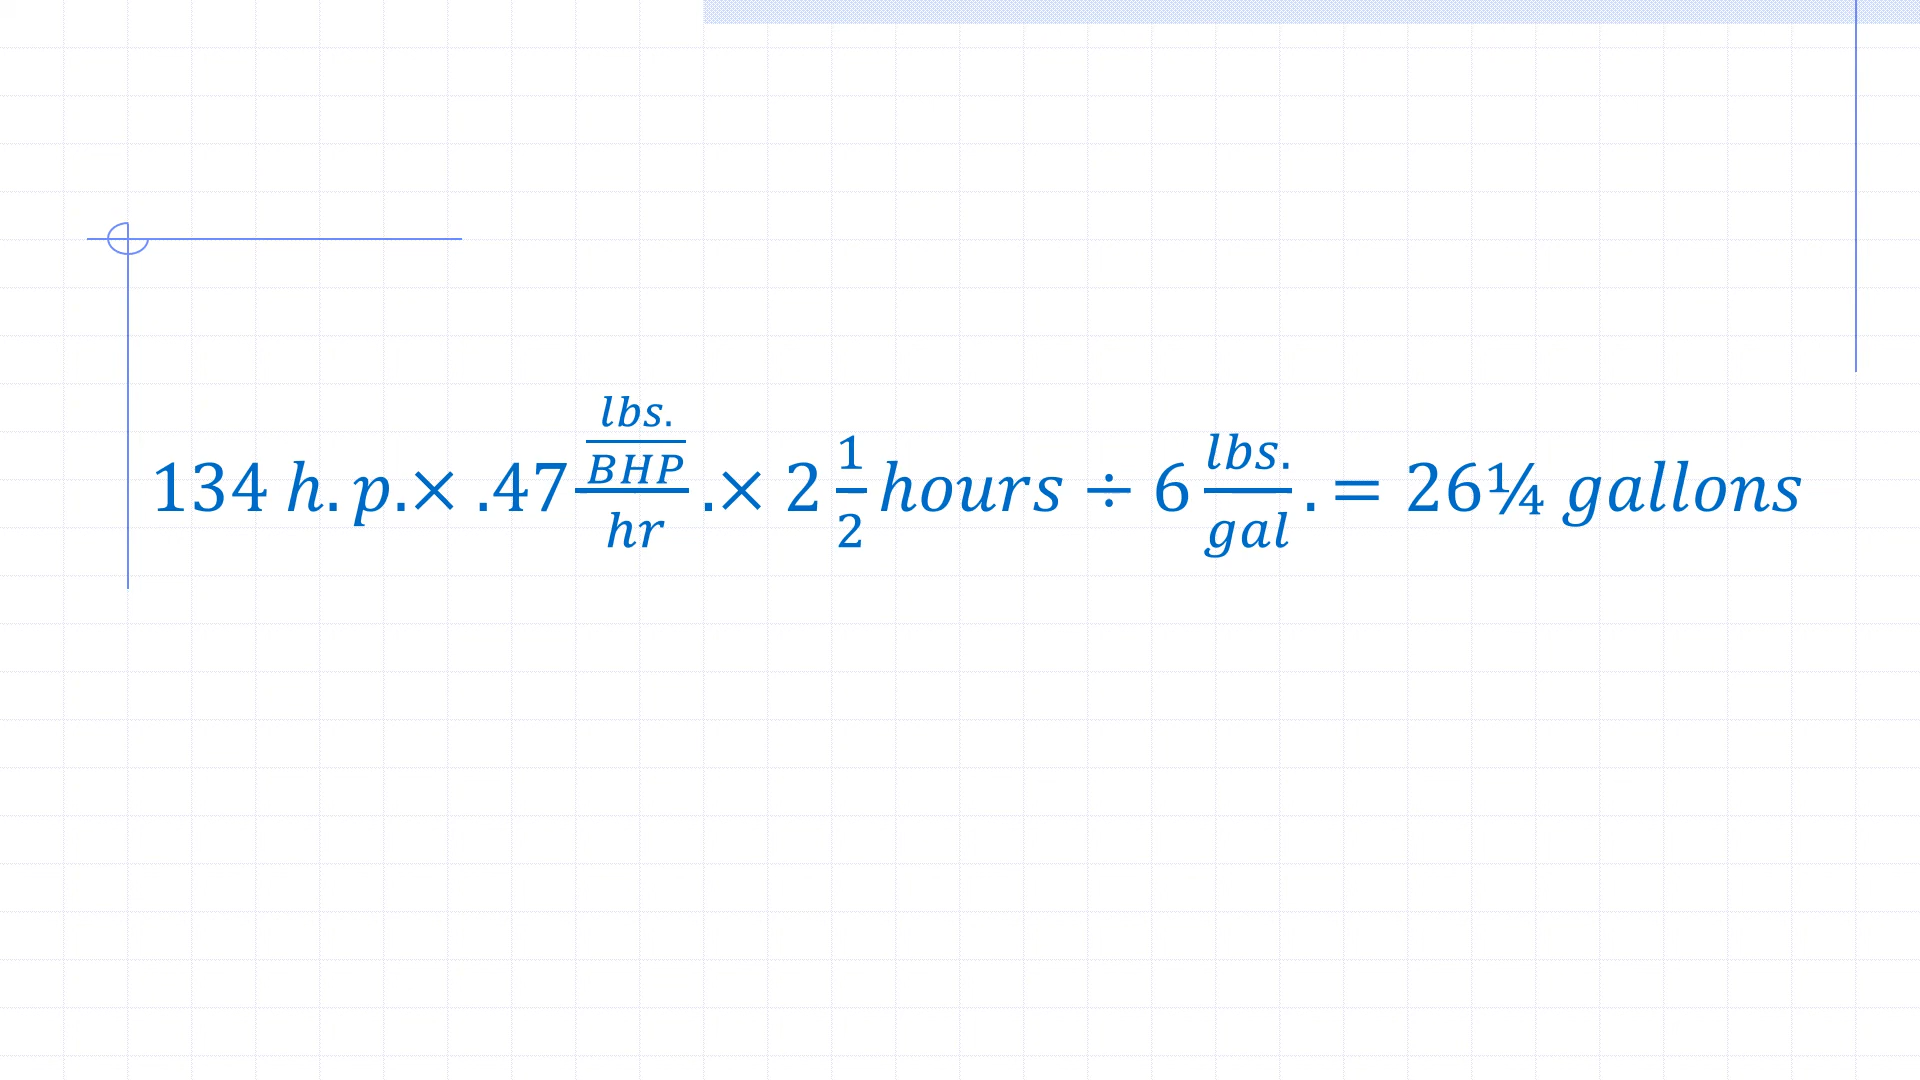 134 h.p.× .47 lbs./BHP/hr .× 2 1/2 hours ÷ 6 lbs./gal .= 26¼ gallons